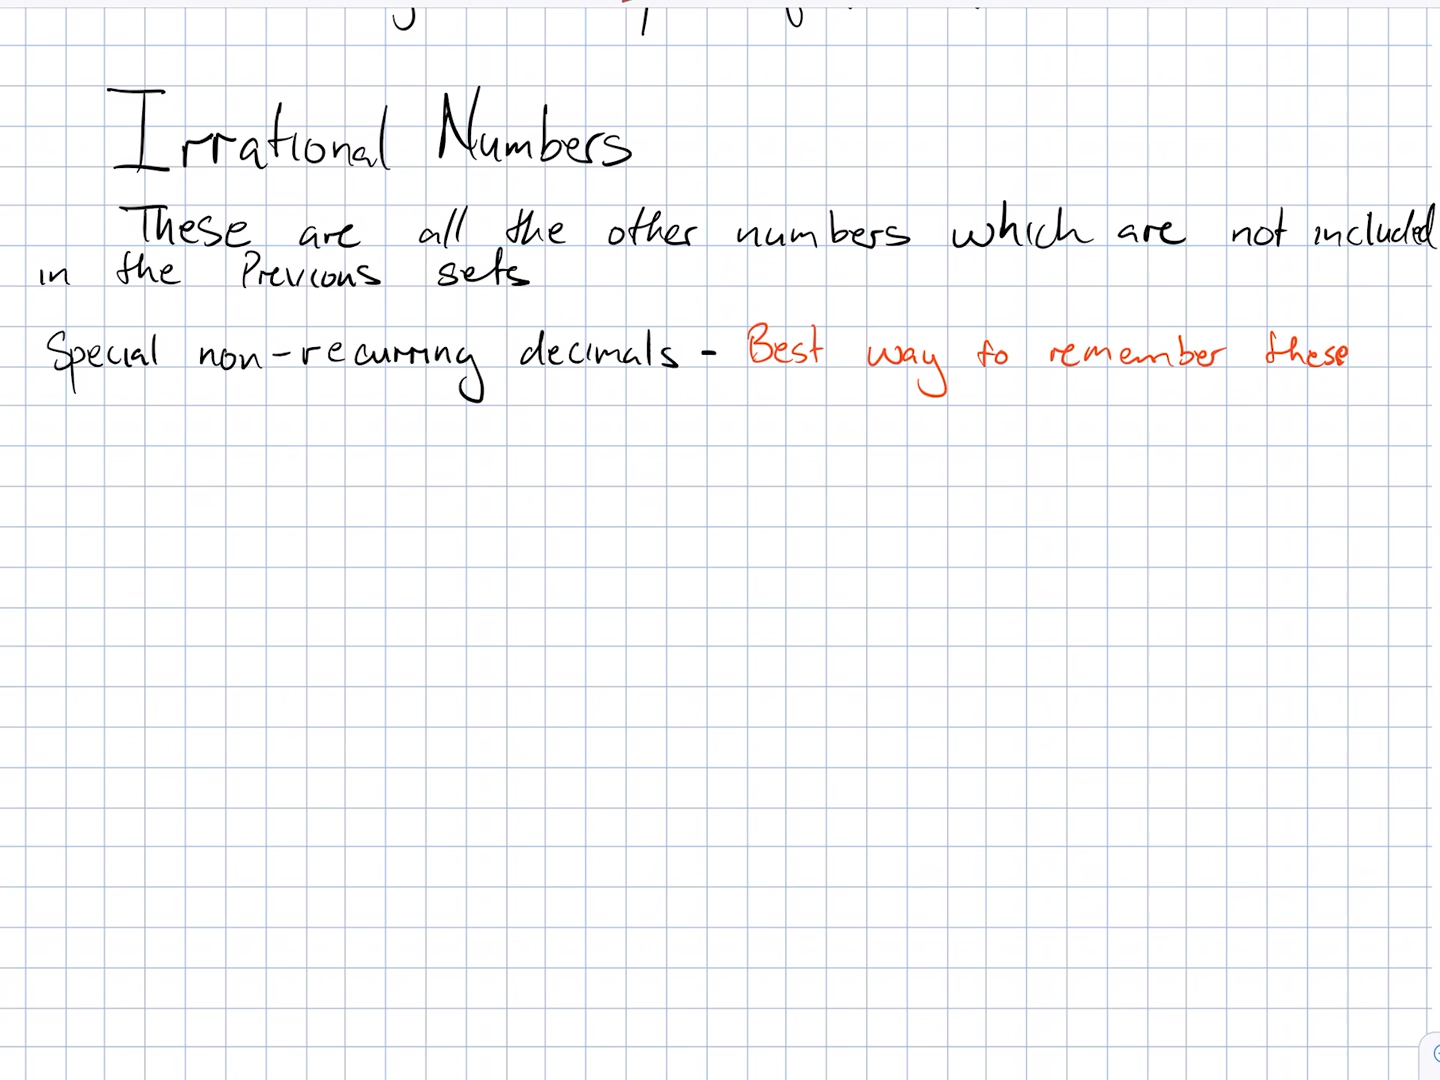 Irrational Numbers
These are all the other numbers which are not included
in the Previous sets
Special non-recurring decimals - Best way to remember these